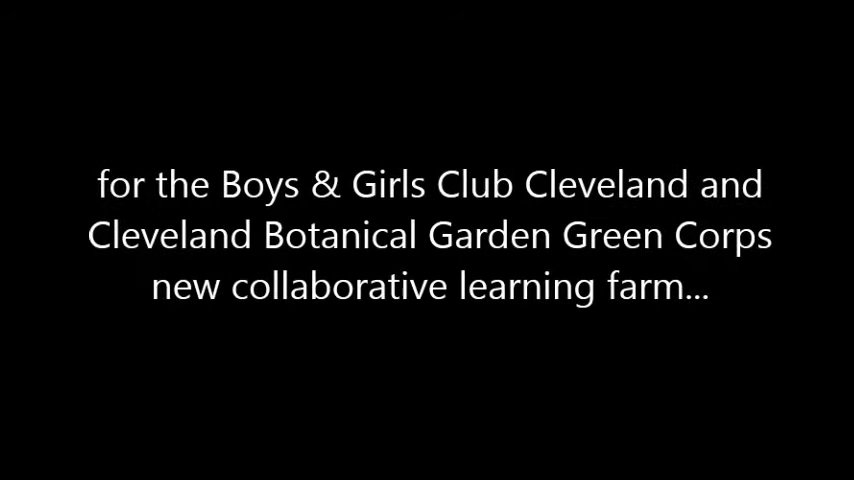 for the Boys & Girls Club Cleveland and
Cleveland Botanical Garden Green Corps
new collaborative learning farm...